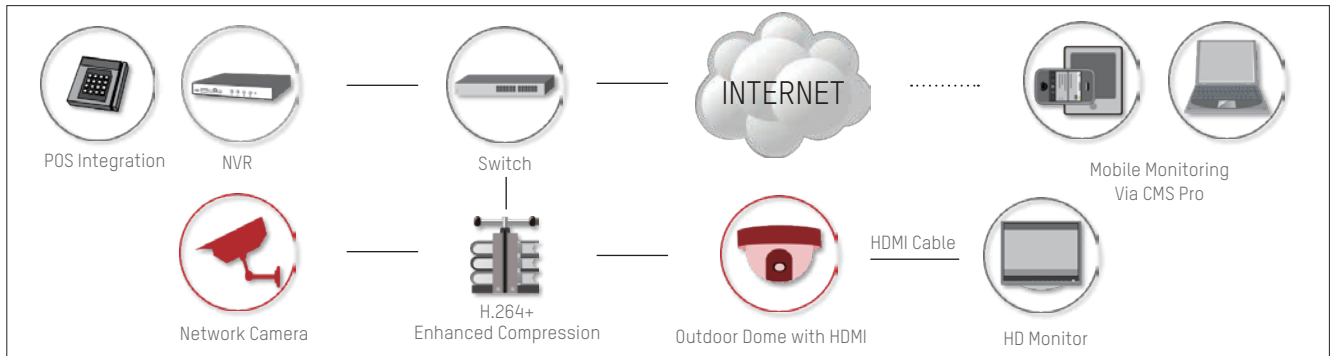 INTERNET
POS Integration
NVR
Switch
Mobile Monitoring
Via CMS Pro
HDMI Cable
Network Camera
H.264+
Enhanced Compression
Outdoor Dome with HDMI
HD Monitor